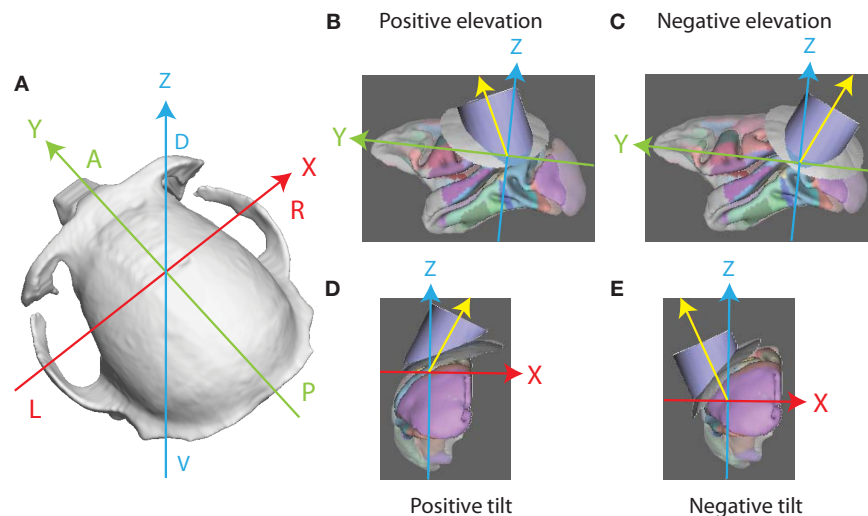 B Positive elevation
C Negative elevation
A
Z
Y
A
D
X
R
L
P
V
Z
Y
Z
Y
D
Z
X
E
Z
X
Positive tilt
Negative tilt